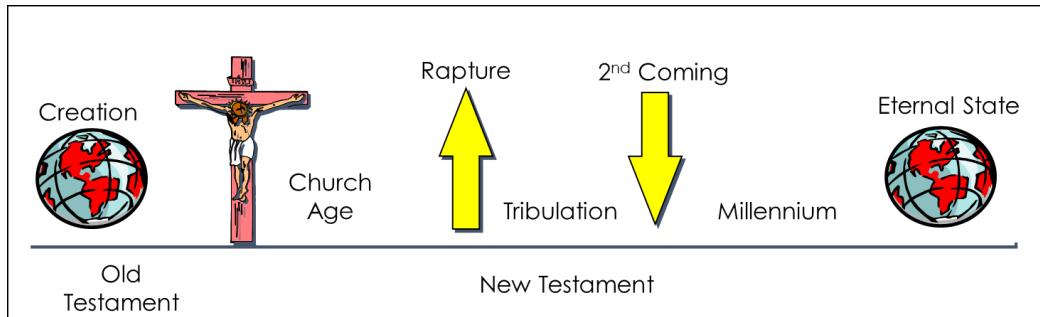 Creation
Church
Age
Rapture
Tribulation
2nd Coming
Millennium
Eternal State
Old
Testament
New Testament